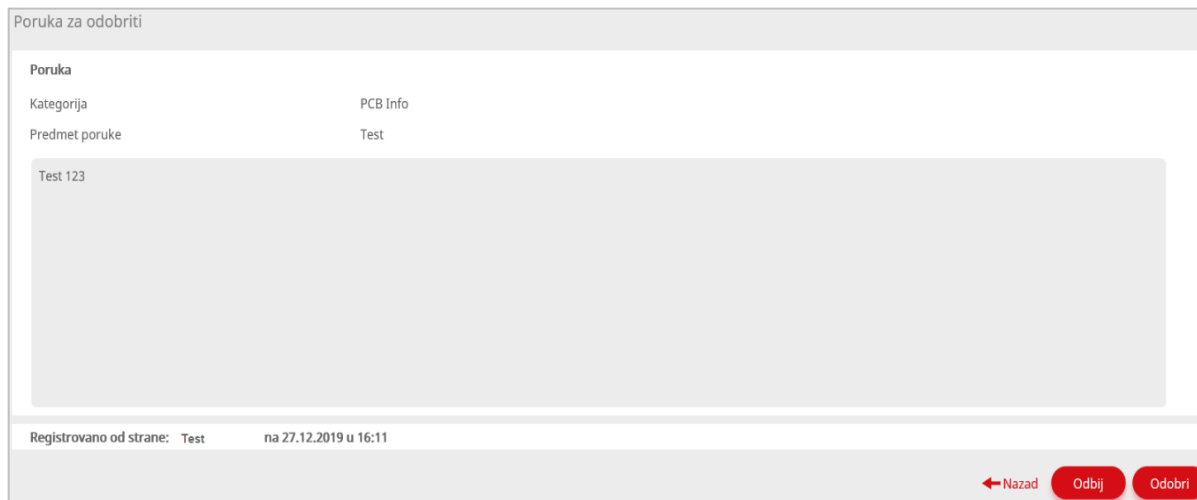 Poruka za odobriti
Poruka
Kategorija PCB Info
Predmet poruke Test
Test 123
Registrovano od strane: Test na 27.12.2019 u 16:11
Nazad Odbij Odobri